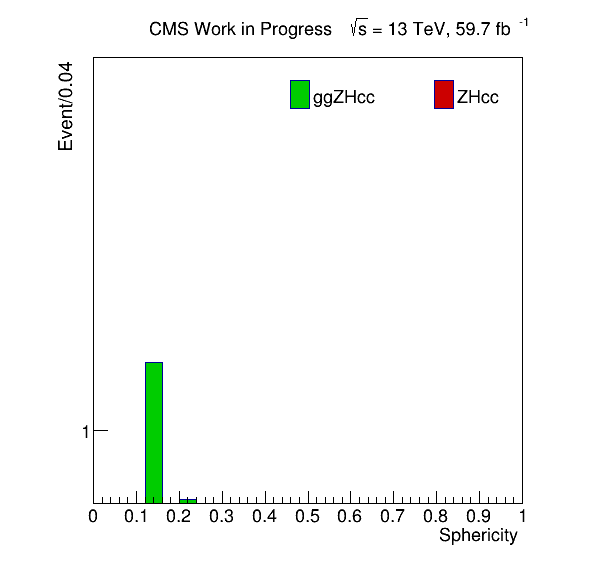 CMS Work in Progress √s = 13 TeV, 59.7 fb -1
Event/0.04
ggZHcc
ZHcc
1
0 0.1 0.2 0.3 0.4 0.5 0.6 0.7 0.8 0.9 1
Sphericity